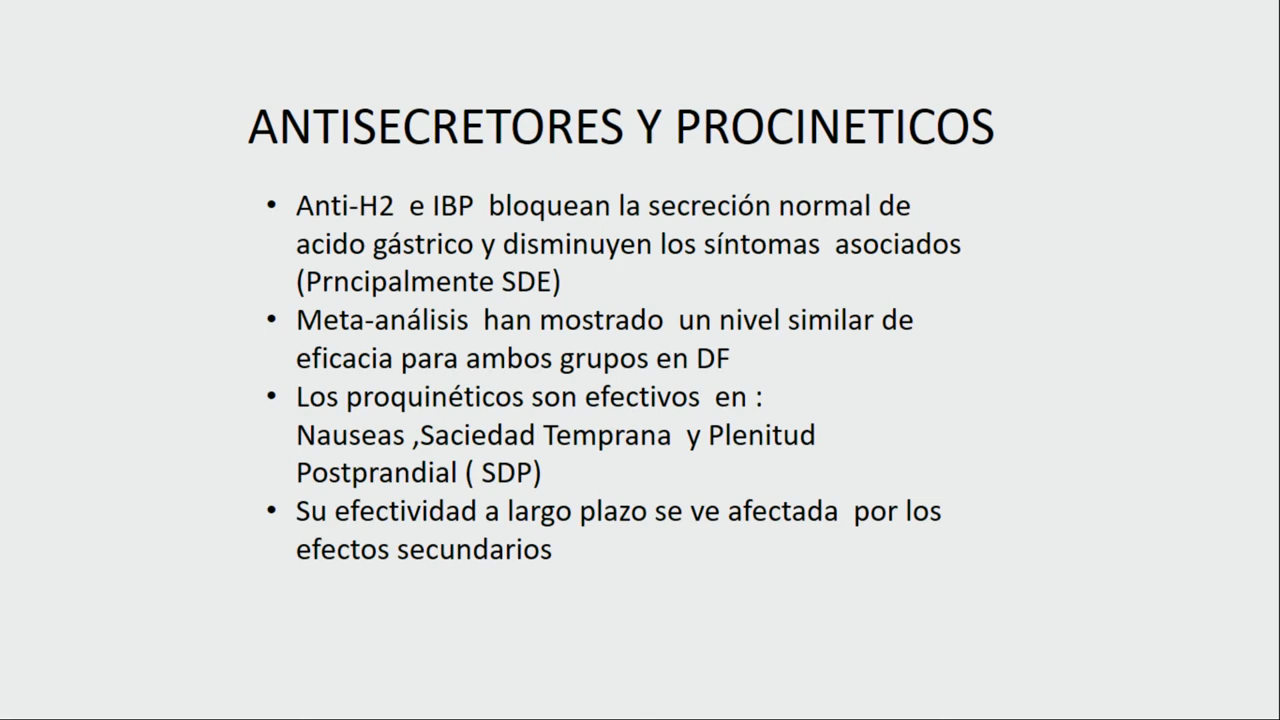 ANTISECRETORES Y PROCINETICOS
• Anti-H2 e IBP bloquean la secreción normal de
acido gástrico y disminuyen los síntomas asociados
(Prncipalmente SDE)
• Meta-análisis han mostrado un nivel similar de
eficacia para ambos grupos en DF
• Los proquinéticos son efectivos en :
Nauseas ,Saciedad Temprana y Plenitud
Postprandial ( SDP)
• Su efectividad a largo plazo se ve afectada por los
efectos secundarios